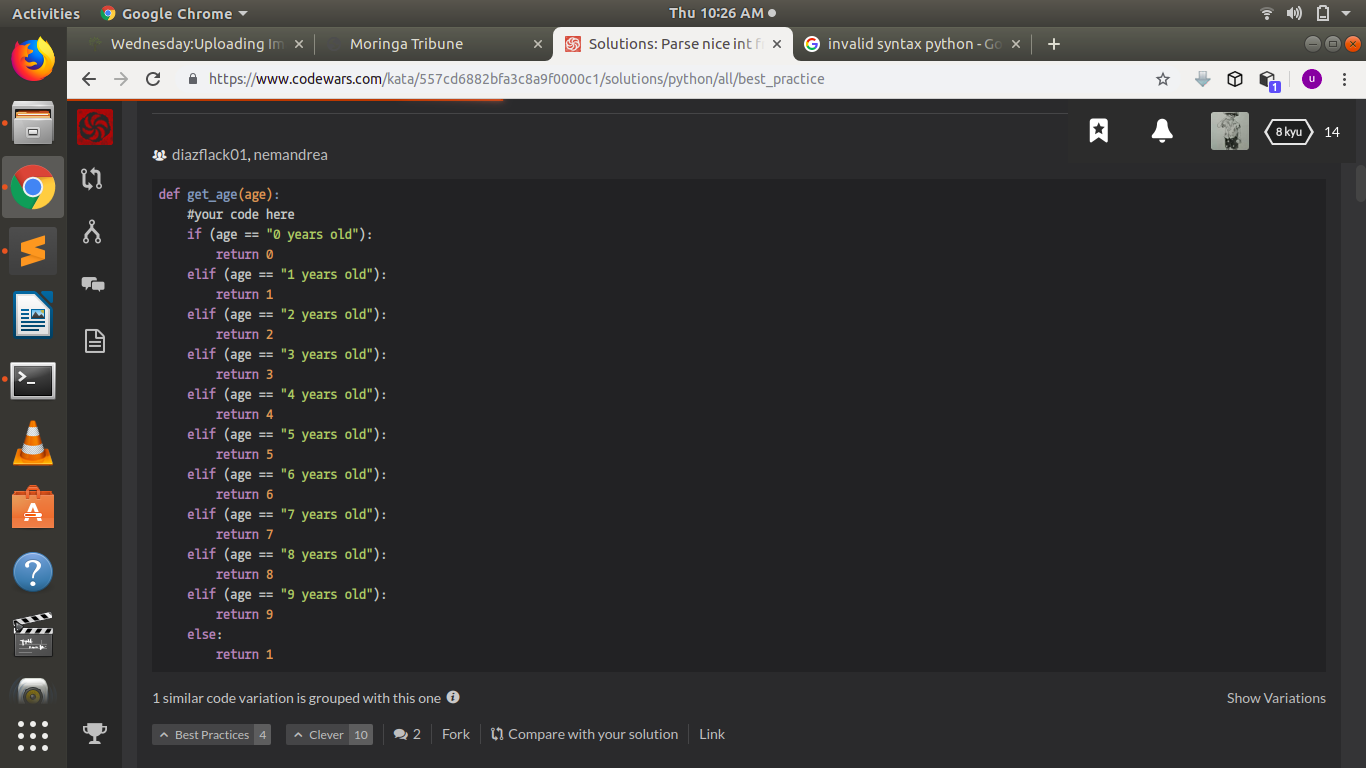 Activities
Google Chrome
Thu 10:26 AM
Wednesday:Uploading Im
Moringa Tribune
Solutions: Parse nice int f
invalid syntax python - Go
https://www.codewars.com/kata/557cd6882bfa3c8a9f0000c1/solutions/python/all/best_practice
1
u
8 kyu
14
diazflack01, nemandrea
def get_age(age):
    #your code here
    if (age == "0 years old"):
        return 0
    elif (age == "1 years old"):
        return 1
    elif (age == "2 years old"):
        return 2
    elif (age == "3 years old"):
        return 3
    elif (age == "4 years old"):
        return 4
    elif (age == "5 years old"):
        return 5
    elif (age == "6 years old"):
        return 6
    elif (age == "7 years old"):
        return 7
    elif (age == "8 years old"):
        return 8
    elif (age == "9 years old"):
        return 9
    else:
        return 1
1 similar code variation is grouped with this one
Show Variations
Best Practices 4
Clever 10
2
Fork
Compare with your solution
Link